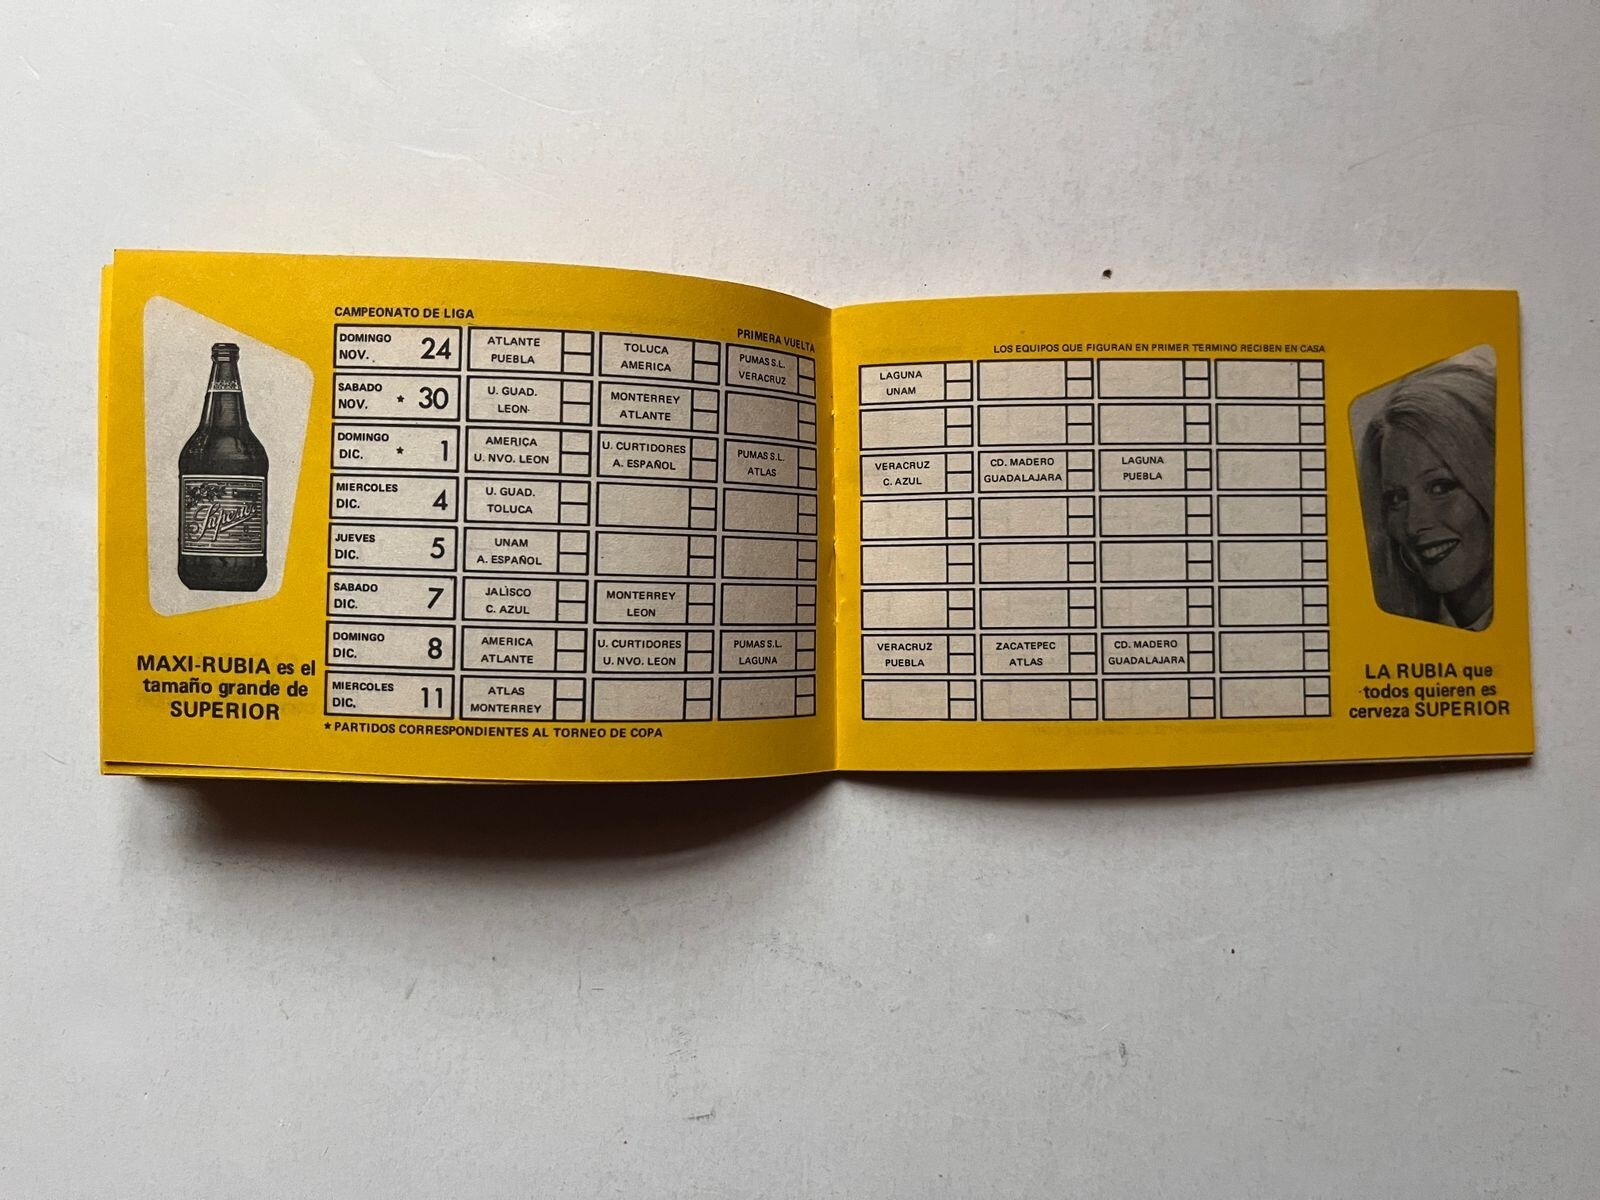 CAMPEONATO DE LIGA
PRIMERA VUELTA
DOMINGO
NOV. 24
ATLANTE
PUEBLA
TOLUCA
AMERICA
PUMAS S.L.
VERACRUZ
SABADO
NOV. * 30
U. GUAD.
LEON
MONTERREY
ATLANTE
DOMINGO
DIC. * 1
AMERICA
U. NVO. LEON
U. CURTIDORES
A. ESPAÑOL
PUMAS S.L.
ATLAS
MIERCOLES
DIC. 4
U. GUAD.
TOLUCA
JUEVES
DIC. 5
UNAM
A. ESPAÑOL
SABADO
DIC. 7
JALISCO
C. AZUL
MONTERREY
LEON
DOMINGO
DIC. 8
AMERICA
ATLANTE
U. CURTIDORES
U. NVO. LEON
PUMAS S.L.
LAGUNA
MIERCOLES
DIC. 11
ATLAS
MONTERREY
* PARTIDOS CORRESPONDIENTES AL TORNEO DE COPA
Superior
MAXI-RUBIA es el
tamaño grande de
SUPERIOR
LOS EQUIPOS QUE FIGURAN EN PRIMER TERMINO RECIBEN EN CASA
LAGUNA
UNAM
VERACRUZ
C. AZUL
CD. MADERO
GUADALAJARA
LAGUNA
PUEBLA
VERACRUZ
PUEBLA
ZACATEPEC
ATLAS
CD. MADERO
GUADALAJARA
LA RUBIA que
todos quieren es
cerveza SUPERIOR